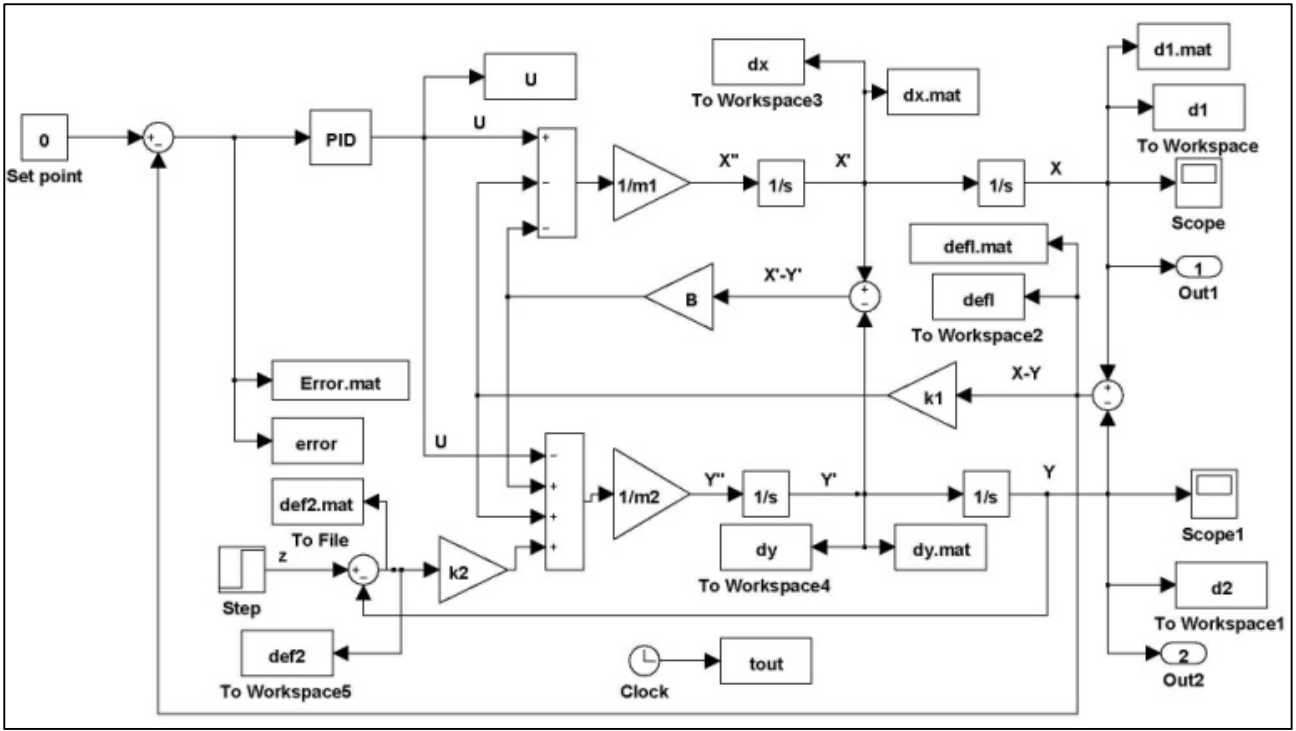 d1.mat
dx
To Workspace3
dx.mat
U
d1
To Workspace
0
Set point
+
−
PID
U
+
−
−
1/m1
X"
1/s
X'
1/s
X
Scope
defl.mat
1
Out1
B
X'-Y'
+
−
defl
To Workspace2
Error.mat
k1
X-Y
+
−
error
U
−
+
+
+
1/m2
Y"
1/s
Y'
1/s
Y
Scope1
def2.mat
To File
dy
To Workspace4
dy.mat
z
+
−
k2
Step
d2
To Workspace1
def2
To Workspace5
Clock
tout
2
Out2